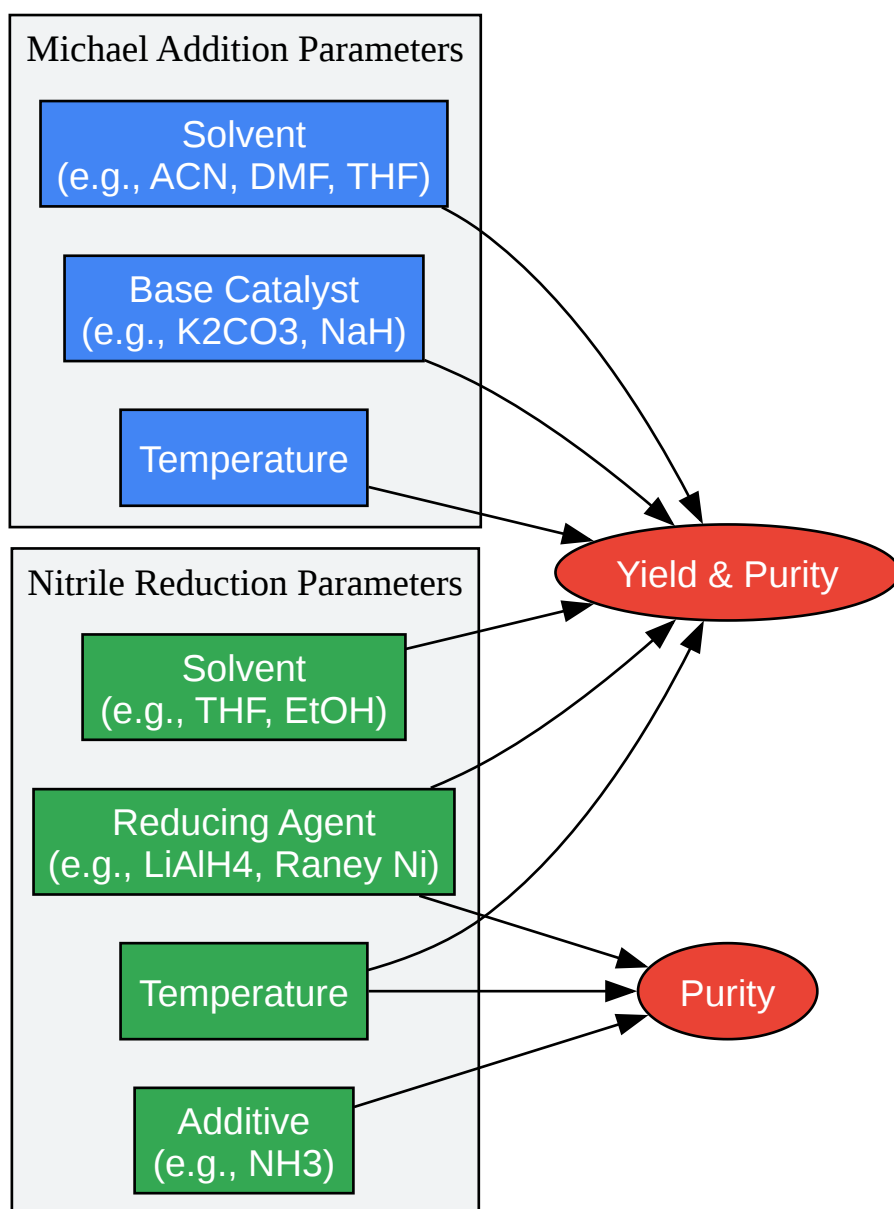 Michael Addition Parameters
Solvent
(e.g., ACN, DMF, THF)
Base Catalyst
(e.g., K2CO3, NaH)
Temperature
Yield & Purity
Nitrile Reduction Parameters
Solvent
(e.g., THF, EtOH)
Reducing Agent
(e.g., LiAlH4, Raney Ni)
Temperature
Purity
Additive
(e.g., NH3)